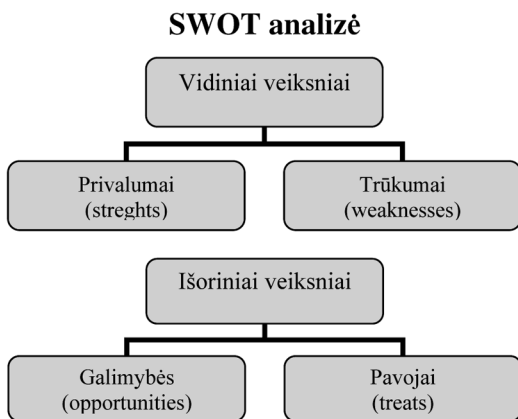 SWOT analizė
Vidiniai veiksniai
Privalumai
(streghts)
Trūkumai
(weaknesses)
Išoriniai veiksniai
Galimybės
(opportunities)
Pavojai
(treats)